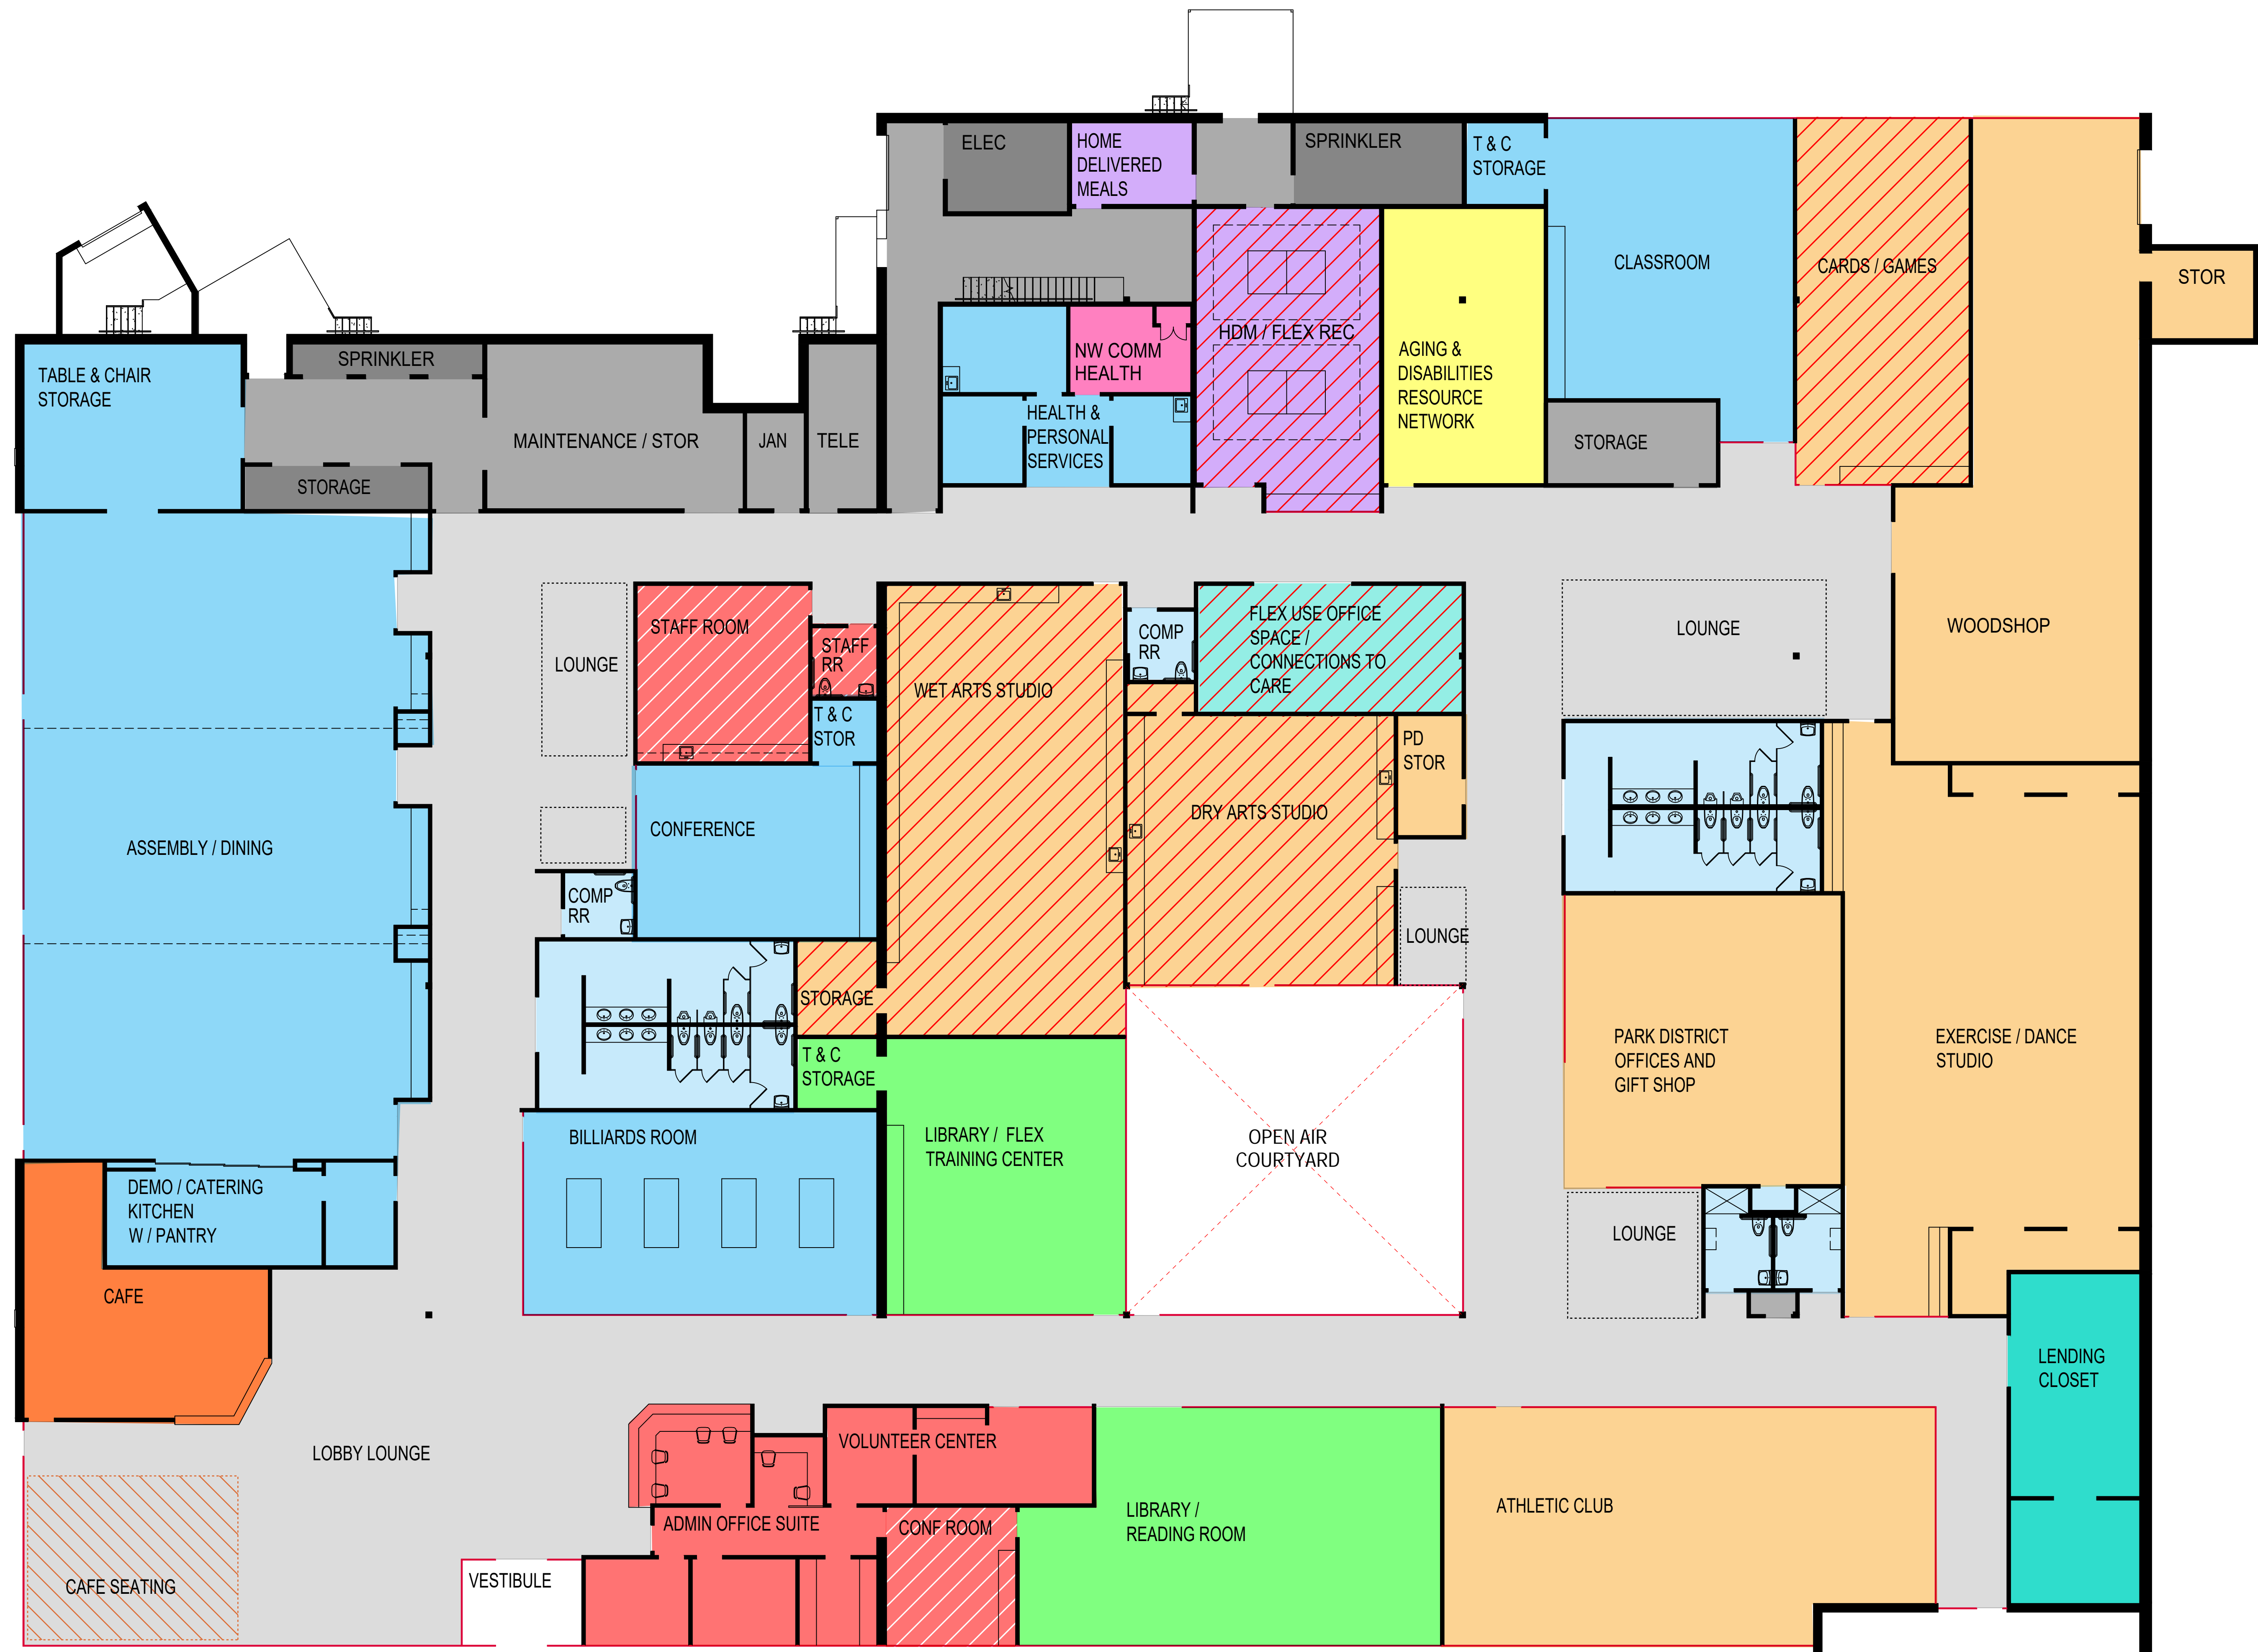 ELEC
HOME
DELIVERED
MEALS
SPRINKLER
T & C
STORAGE
CLASSROOM
CARDS / GAMES
STOR
HDM / FLEX REC
NW COMM
HEALTH
AGING &
DISABILITIES
RESOURCE
NETWORK
TABLE & CHAIR
STORAGE
SPRINKLER
STORAGE
MAINTENANCE / STOR
JAN
TELE
HEALTH &
PERSONAL
SERVICES
STORAGE
LOUNGE
STAFF ROOM
STAFF
RR
T & C
STOR
WET ARTS STUDIO
COMP
RR
FLEX USE OFFICE
SPACE /
CONNECTIONS TO
CARE
LOUNGE
WOODSHOP
PD
STOR
DRY ARTS STUDIO
ASSEMBLY / DINING
CONFERENCE
COMP
RR
LOUNGE
STORAGE
T & C
STORAGE
PARK DISTRICT
OFFICES AND
GIFT SHOP
EXERCISE / DANCE
STUDIO
BILLIARDS ROOM
LIBRARY / FLEX
TRAINING CENTER
OPEN AIR
COURTYARD
DEMO / CATERING
KITCHEN
W / PANTRY
LOUNGE
CAFE
LENDING
CLOSET
LOBBY LOUNGE
VOLUNTEER CENTER
ADMIN OFFICE SUITE
CONF ROOM
LIBRARY /
READING ROOM
ATHLETIC CLUB
CAFE SEATING
VESTIBULE